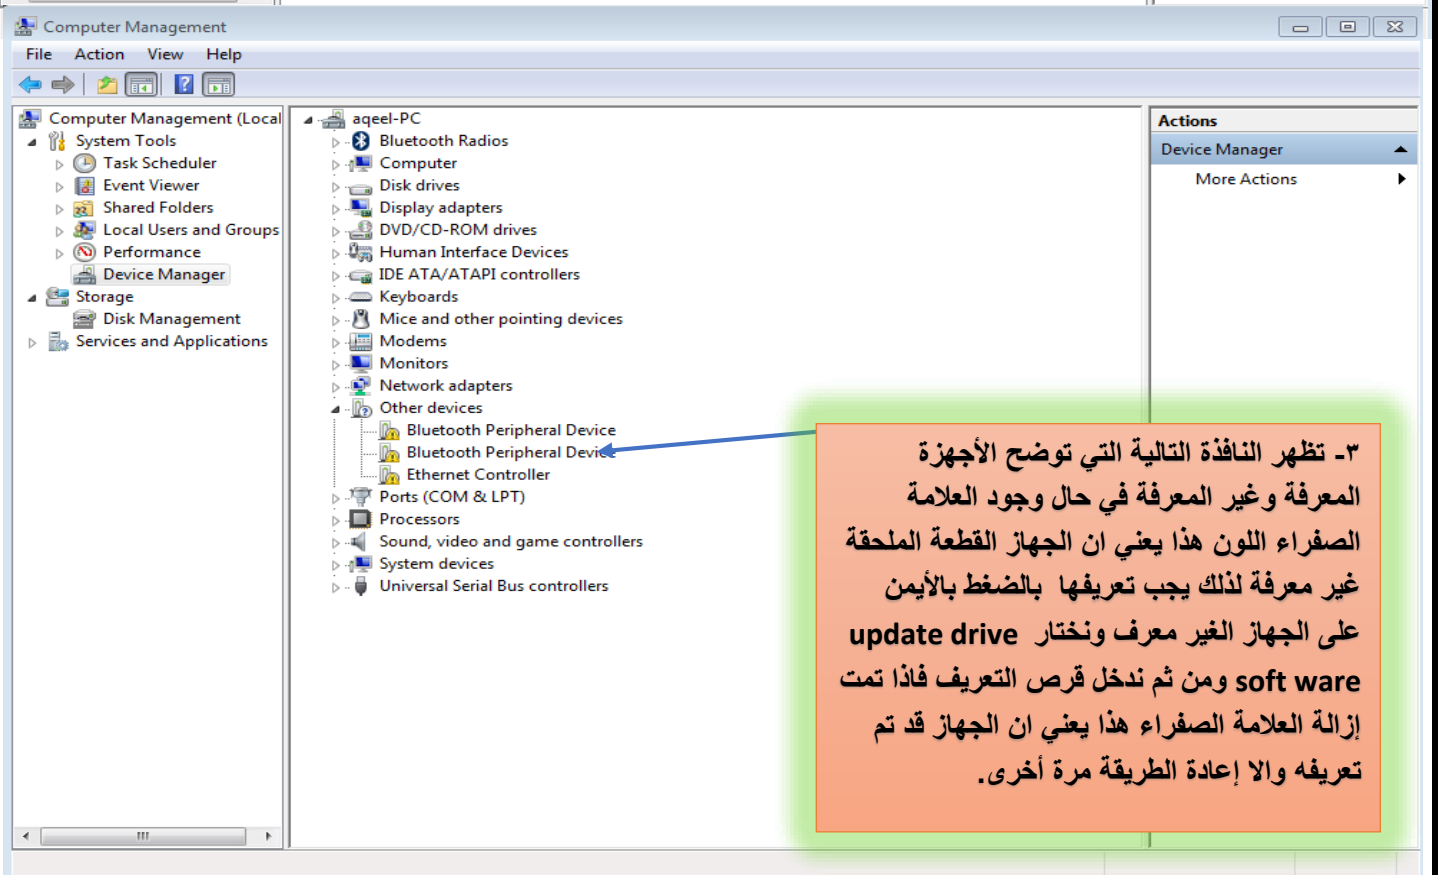 Computer Management
File Action View Help
Computer Management (Local
System Tools
Task Scheduler
Event Viewer
Shared Folders
Local Users and Groups
Performance
Device Manager
Storage
Disk Management
Services and Applications
aqeel-PC
Bluetooth Radios
Computer
Disk drives
Display adapters
DVD/CD-ROM drives
Human Interface Devices
IDE ATA/ATAPI controllers
Keyboards
Mice and other pointing devices
Modems
Monitors
Network adapters
Other devices
Bluetooth Peripheral Device
Bluetooth Peripheral Device
Ethernet Controller
Ports (COM & LPT)
Processors
Sound, video and game controllers
System devices
Universal Serial Bus controllers
Actions
Device Manager
More Actions
٣- تظهر النافذة التالية التي توضح الأجهزة
المعرفة وغير المعرفة في حال وجود العلامة
الصفراء اللون هذا يعني ان الجهاز القطعة الملحقة
غير معرفة لذلك يجب تعريفها بالضغط بالأيمن
على الجهاز الغير معرف ونختار update drive
soft ware ومن ثم ندخل قرص التعريف فاذا تمت
إزالة العلامة الصفراء هذا يعني ان الجهاز قد تم
تعريفه والا إعادة الطريقة مرة أخرى.